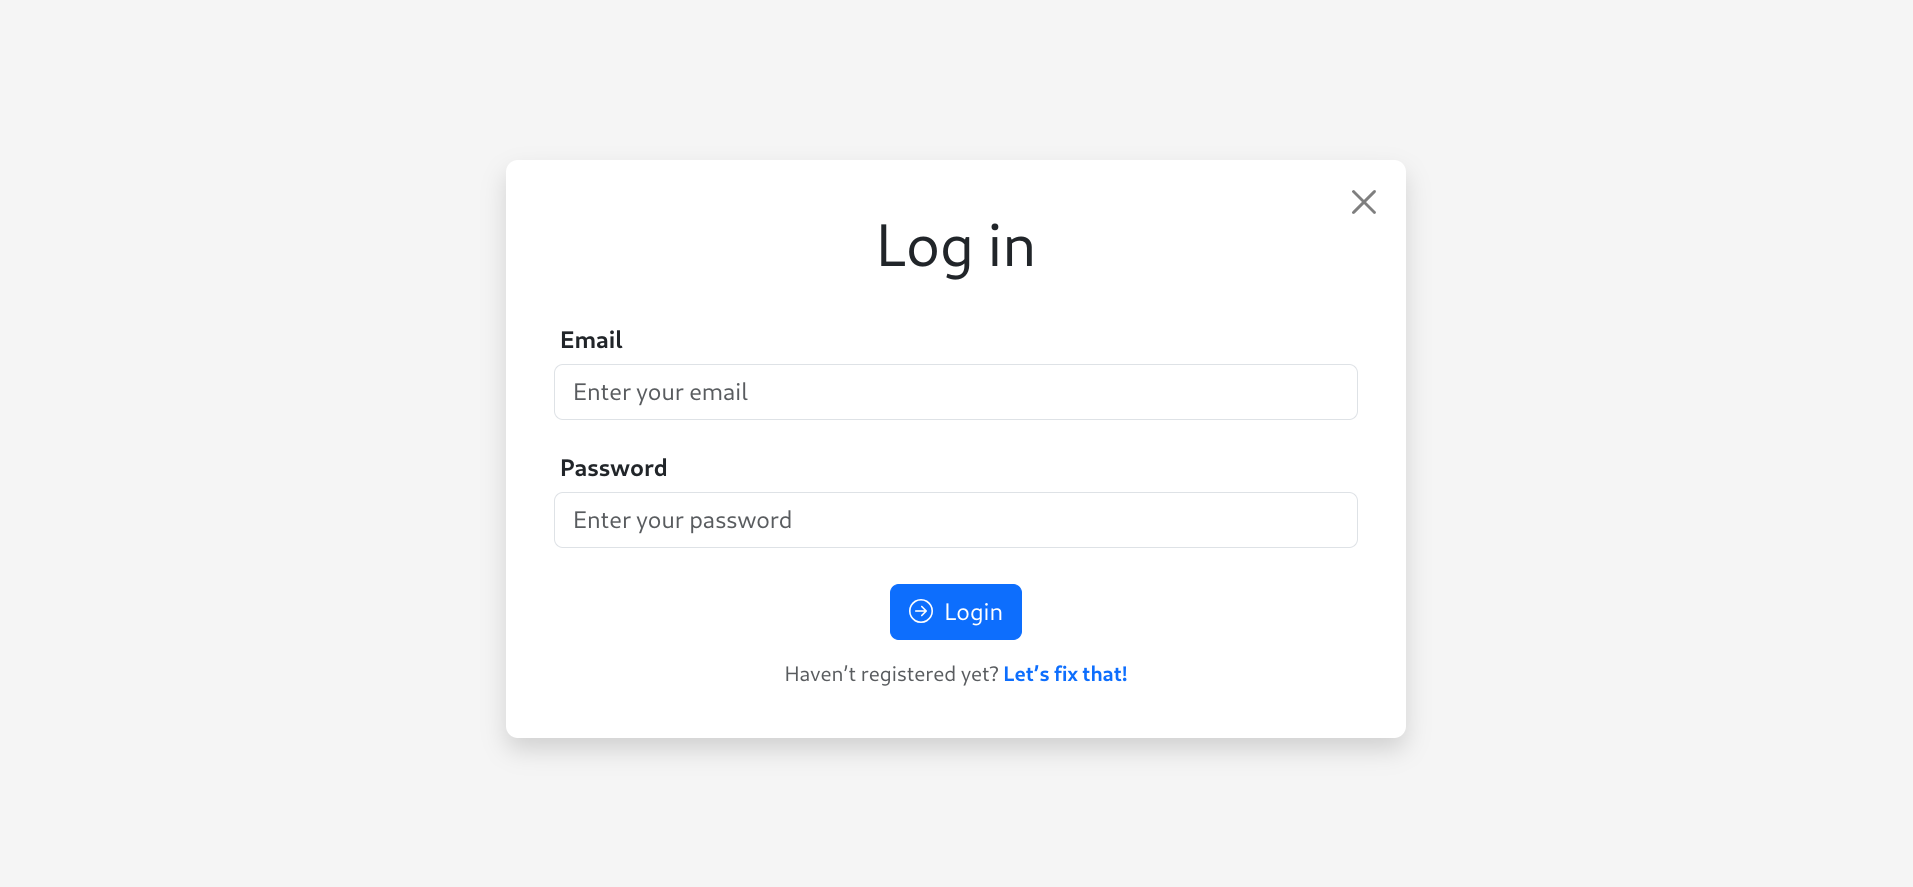 Log in
Email
Enter your email
Password
Enter your password
Login
Haven’t registered yet? Let’s fix that!